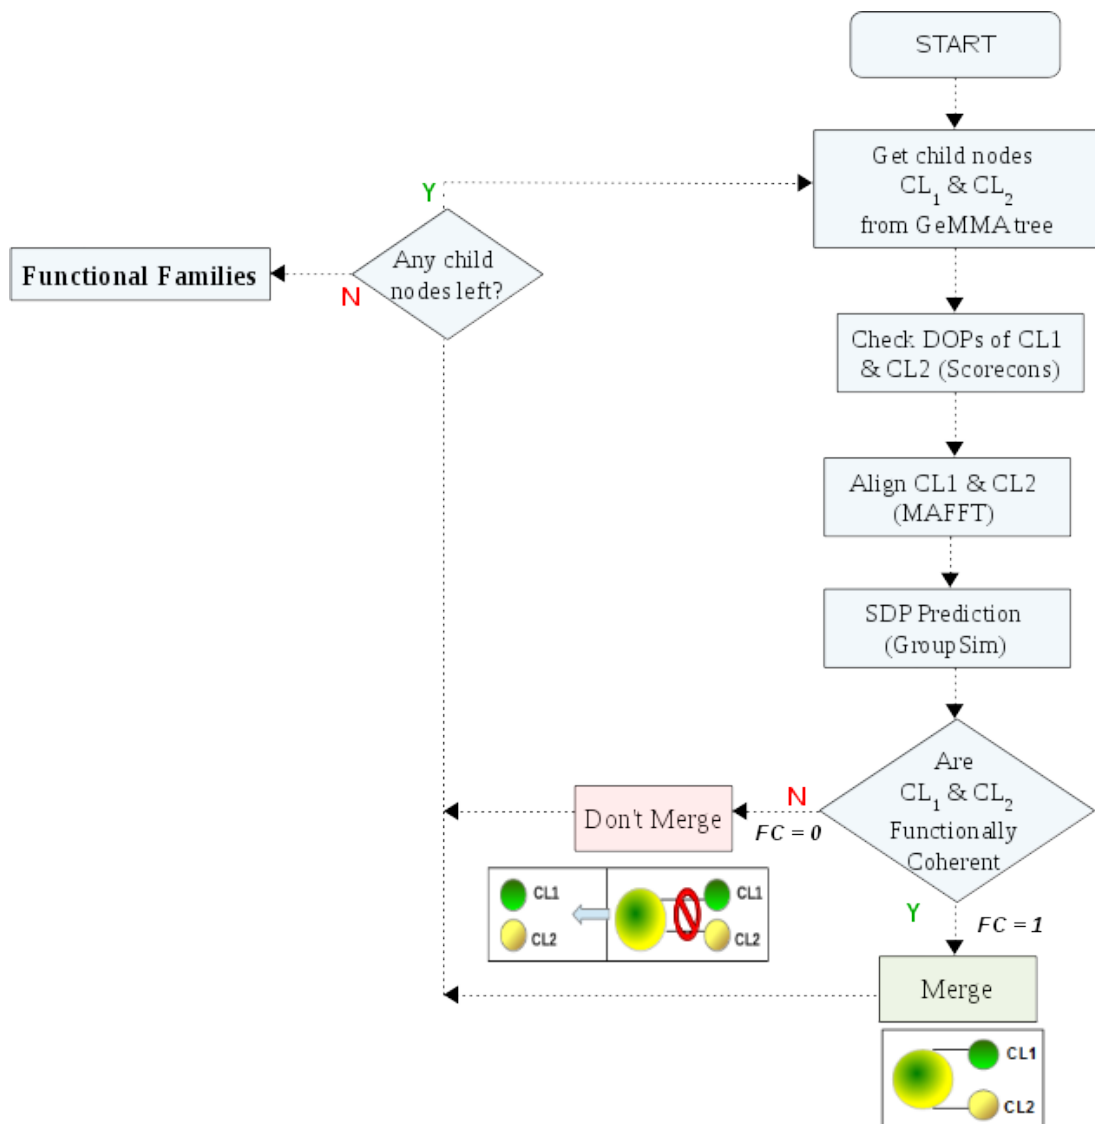 START
Get child nodes
CL1 & CL2
from GeMMA tree
Y
Any child
nodes left?
N
Functional Families
Check DOPs of CL1
& CL2 (Scorecons)
Align CL1 & CL2
(MAFFT)
SDP Prediction
(GroupSim)
Are
CL1 & CL2
Functionally
Coherent
N
FC = 0
Don't Merge
CL1
CL2
CL1
CL2
Y
FC = 1
Merge
CL1
CL2